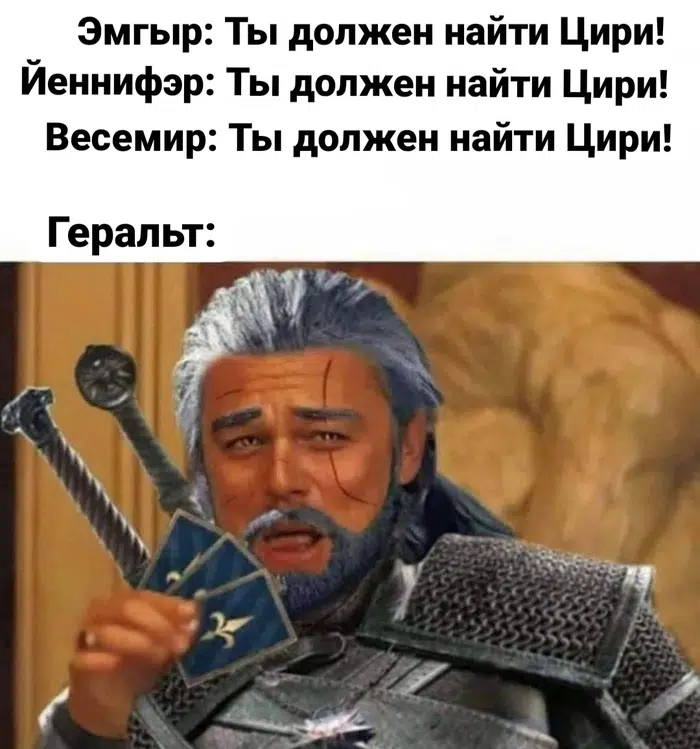 Эмгыр: Ты должен найти Цири!
Йеннифэр: Ты должен найти Цири!
Весемир: Ты должен найти Цири!
Геральт: